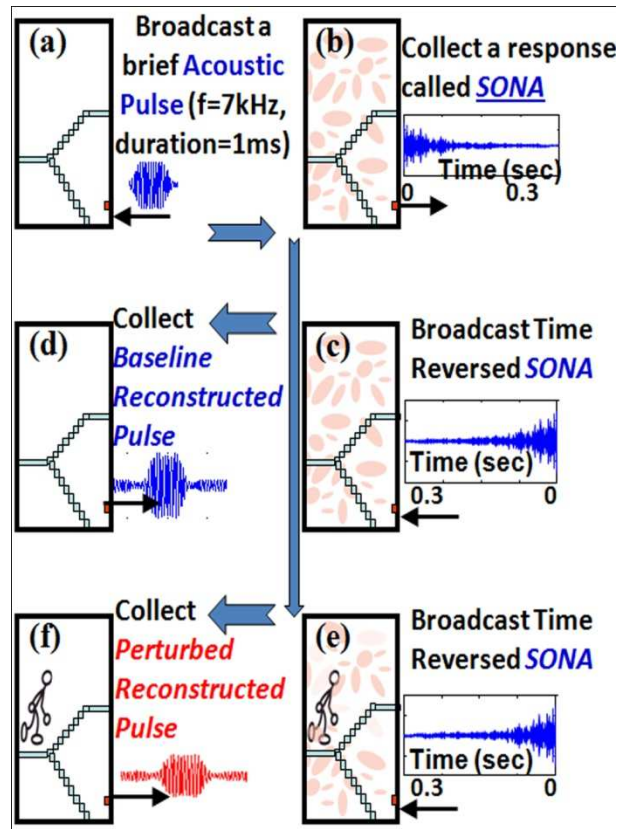 (a)
Broadcast a
brief Acoustic
Pulse (f=7kHz,
duration=1ms)
(b)
Collect a response
called SONA
Time (sec)
0 0.3
(d)
Collect
Baseline
Reconstructed
Pulse
(c)
Broadcast Time
Reversed SONA
Time (sec)
0.3 0
(f)
Collect
Perturbed
Reconstructed
Pulse
(e)
Broadcast Time
Reversed SONA
Time (sec)
0.3 0